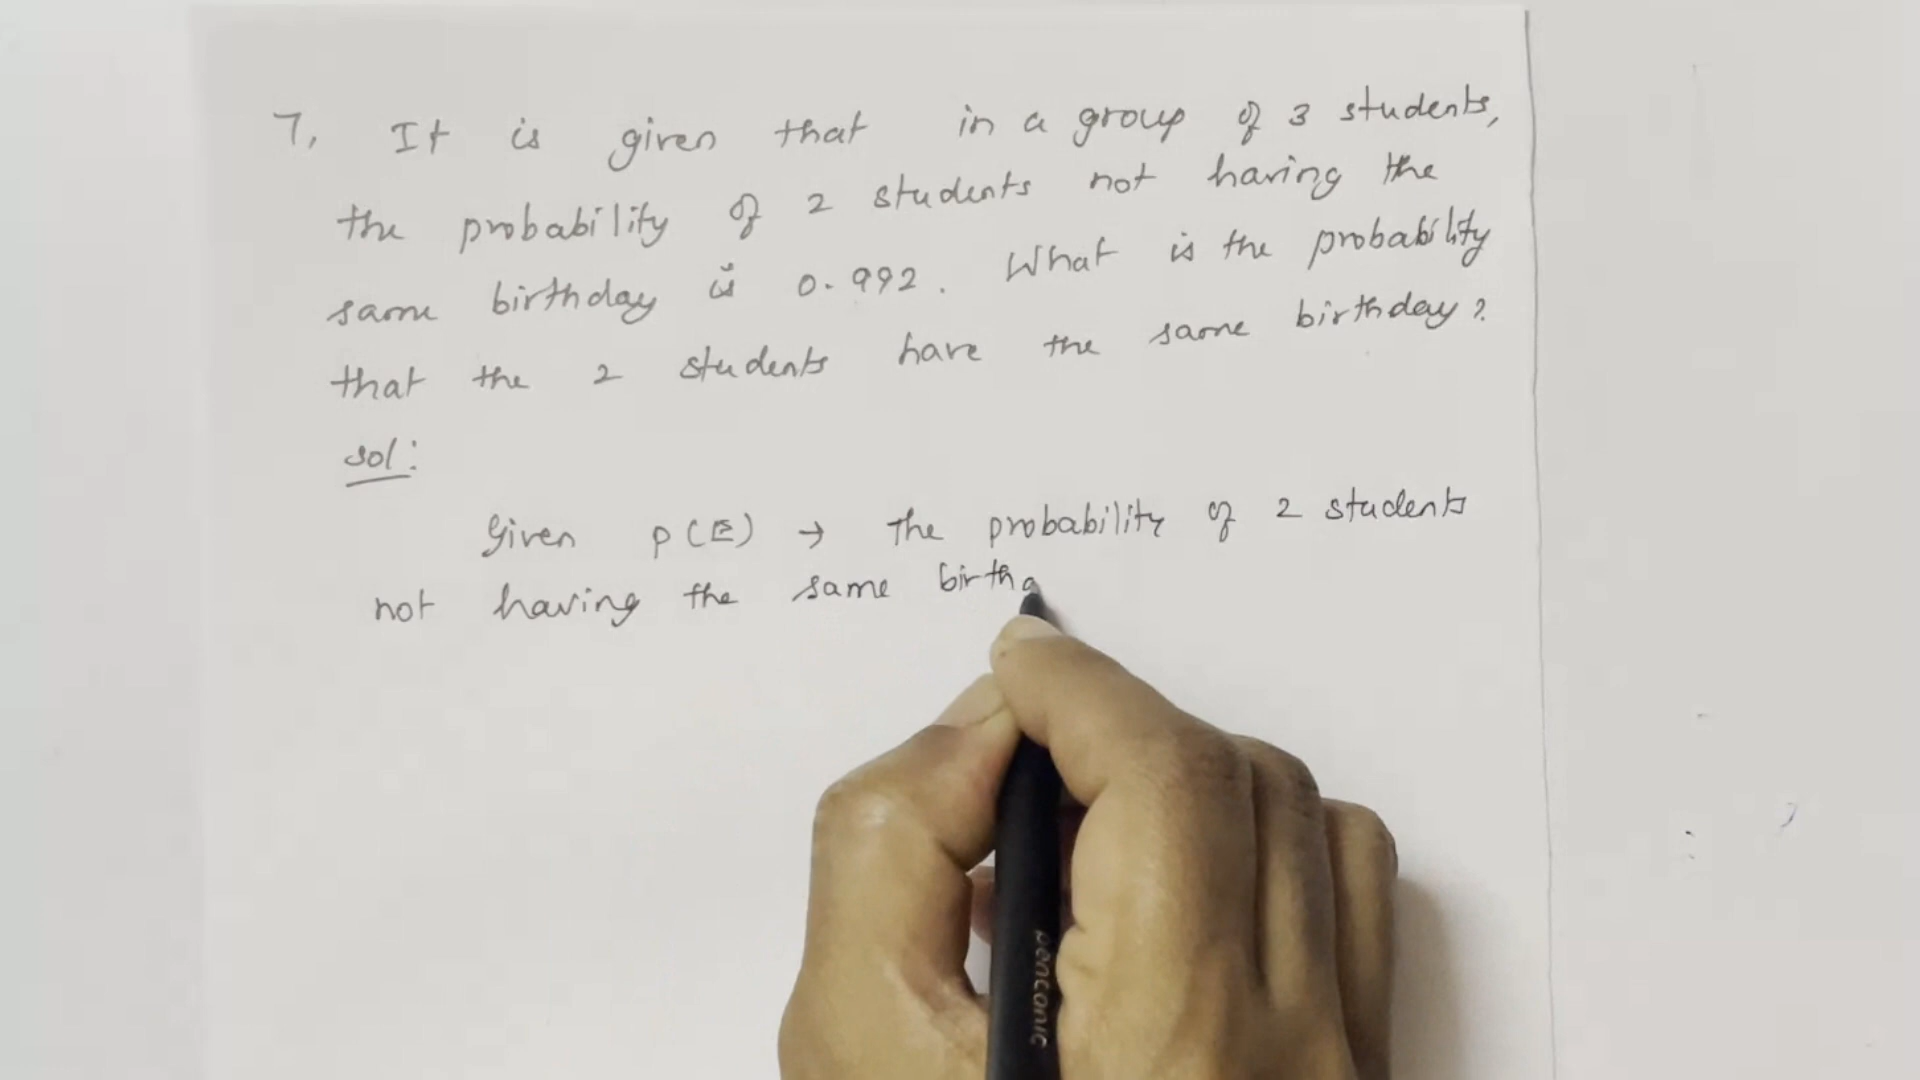 7, It is given that in a group of 3 students,
the probability of 2 students not having the
same birthday is 0.992. What is the probability
that the 2 students have the same birthday?
Sol:
Given P(E) → The probability of 2 students
not having the same birth
pencanic